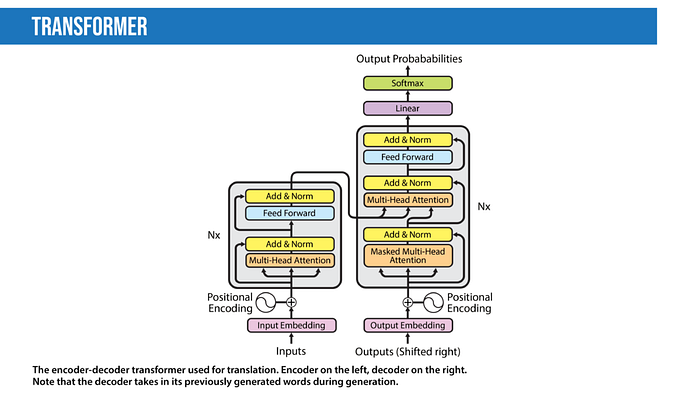 TRANSFORMER
Output Probababilities
Softmax
Linear
Add & Norm
Feed Forward
Add & Norm
Multi-Head Attention
Add & Norm
Masked Multi-Head
Attention
Nx
Add & Norm
Feed Forward
Add & Norm
Multi-Head Attention
Nx
Positional
Encoding
Positional
Encoding
Input Embedding
Output Embedding
Inputs
Outputs (Shifted right)
The encoder-decoder transformer used for translation. Encoder on the left, decoder on the right.
Note that the decoder takes in its previously generated words during generation.